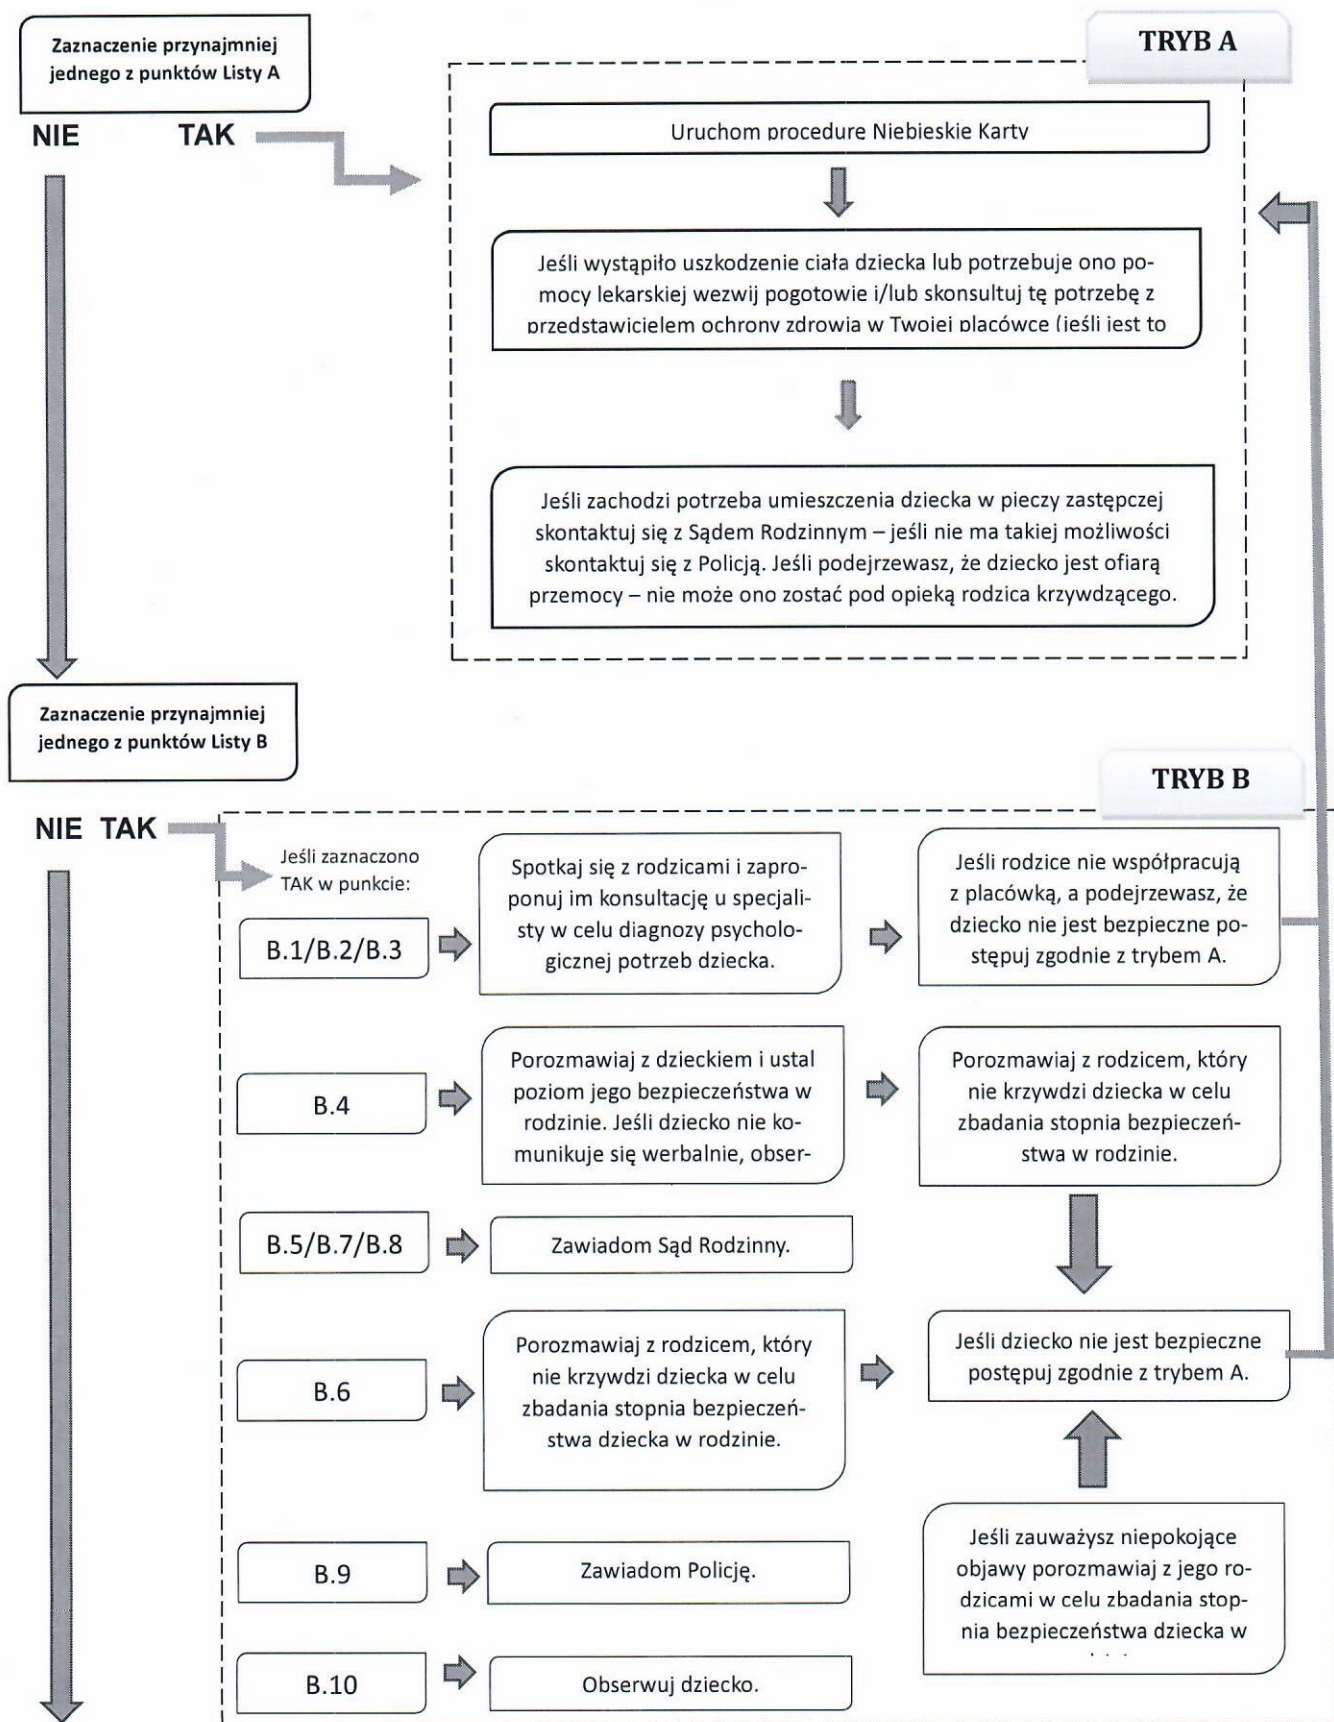 Zaznaczenie przynajmniej
jednego z punktów Listy A
NIE TAK
TRYB A
Uruchom procedurę Niebieskie Karty
Jeśli wystąpiło uszkodzenie ciała dziecka lub potrzebuje ono po-
mocy lekarskiej wezwij pogotowie i/lub skonsultuj tę potrzebę z
przedstawicielem ochrony zdrowia w Twojej placówce (jeśli jest to
Jeśli zachodzi potrzeba umieszczenia dziecka w pieczy zastępczej
skontaktuj się z Sądem Rodzinnym – jeśli nie ma takiej możliwości
skontaktuj się z Policją. Jeśli podejrzewasz, że dziecko jest ofiarą
przemocy – nie może ono zostać pod opieką rodzica krzywdzącego.
Zaznaczenie przynajmniej
jednego z punktów Listy B
NIE TAK
TRYB B
Jeśli zaznaczono
TAK w punkcie:
B.1/B.2/B.3
Spotkaj się z rodzicami i zapro-
ponuj im konsultację u specjali-
sty w celu diagnozy psycholo-
gicznej potrzeb dziecka.
Jeśli rodzice nie współpracują
z placówką, a podejrzewasz, że
dziecko nie jest bezpieczne po-
stępuj zgodnie z trybem A.
B.4
Porozmawiaj z dzieckiem i ustal
poziom jego bezpieczeństwa w
rodzinie. Jeśli dziecko nie ko-
munikuje się werbalnie, obser-
Porozmawiaj z rodzicem, który
nie krzywdzi dziecka w celu
zbadania stopnia bezpieczeń-
stwa w rodzinie.
B.5/B.7/B.8
Zawiadom Sąd Rodzinny.
B.6
Porozmawiaj z rodzicem, który
nie krzywdzi dziecka w celu
zbadania stopnia bezpieczeń-
stwa dziecka w rodzinie.
Jeśli dziecko nie jest bezpieczne
postępuj zgodnie z trybem A.
B.9
Zawiadom Policję.
Jeśli zauważysz niepokojące
objawy porozmawiaj z jego ro-
dzicami w celu zbadania stop-
nia bezpieczeństwa dziecka w
B.10
Obserwuj dziecko.